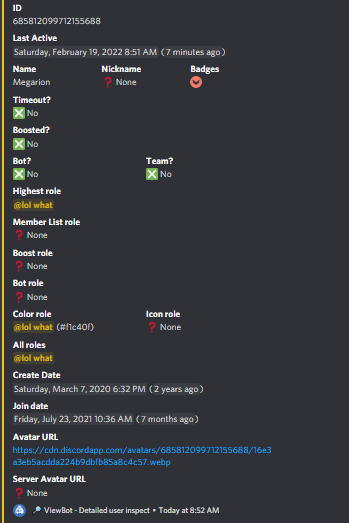 ID
685812099712155688
Last Active
Saturday, February 19, 2022 8:51 AM (7 minutes ago)
Name Nickname Badges
Megarion ❓ None
Timeout?
❎ No
Boosted?
❎ No
Bot? Team?
❎ No ❎ No
Highest role
@lol what
Member List role
❓ None
Boost role
❓ None
Bot role
❓ None
Color role Icon role
@lol what (#f1c40f) ❓ None
All roles
@lol what
Create Date
Saturday, March 7, 2020 6:32 PM (2 years ago)
Join date
Friday, July 23, 2021 10:36 AM (7 months ago)
Avatar URL
https://cdn.discordapp.com/avatars/685812099712155688/16e3
a3eb5acdda224b9dbfb85a8c4c57.webp
Server Avatar URL
❓ None
🔎 ViewBot - Detailed user inspect • Today at 8:52 AM